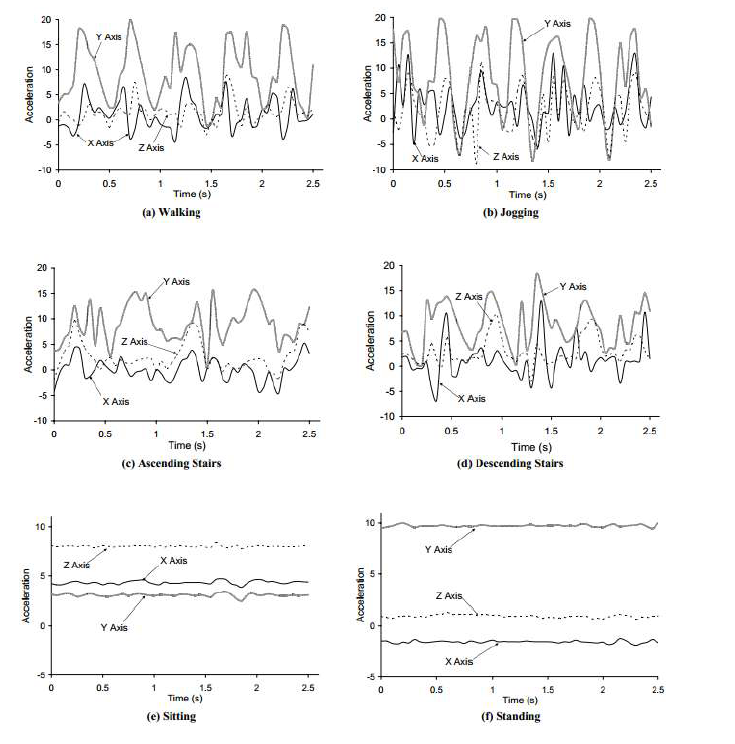 20
15
10
5
0
-5
-10
Acceleration
Y Axis
X Axis
Z Axis
0 0.5 1 1.5 2 2.5
Time (s)
(a) Walking
20
15
10
5
0
-5
-10
Acceleration
Y Axis
X Axis
Z Axis
0 0.5 1 1.5 2 2.5
Time (s)
(b) Jogging
20
15
10
5
0
-5
-10
Acceleration
Y Axis
Z Axis
X Axis
0 0.5 1 1.5 2 2.5
Time (s)
(c) Ascending Stairs
20
15
10
5
0
-5
-10
Acceleration
Z Axis
Y Axis
X Axis
0 0.5 1 1.5 2 2.5
Time (s)
(d) Descending Stairs
10
5
0
-5
Acceleration
Z Axis
X Axis
Y Axis
0 0.5 1 1.5 2 2.5
Time (s)
(e) Sitting
10
5
0
-5
Acceleration
Y Axis
Z Axis
X Axis
0 0.5 1 1.5 2 2.5
Time (s)
(f) Standing